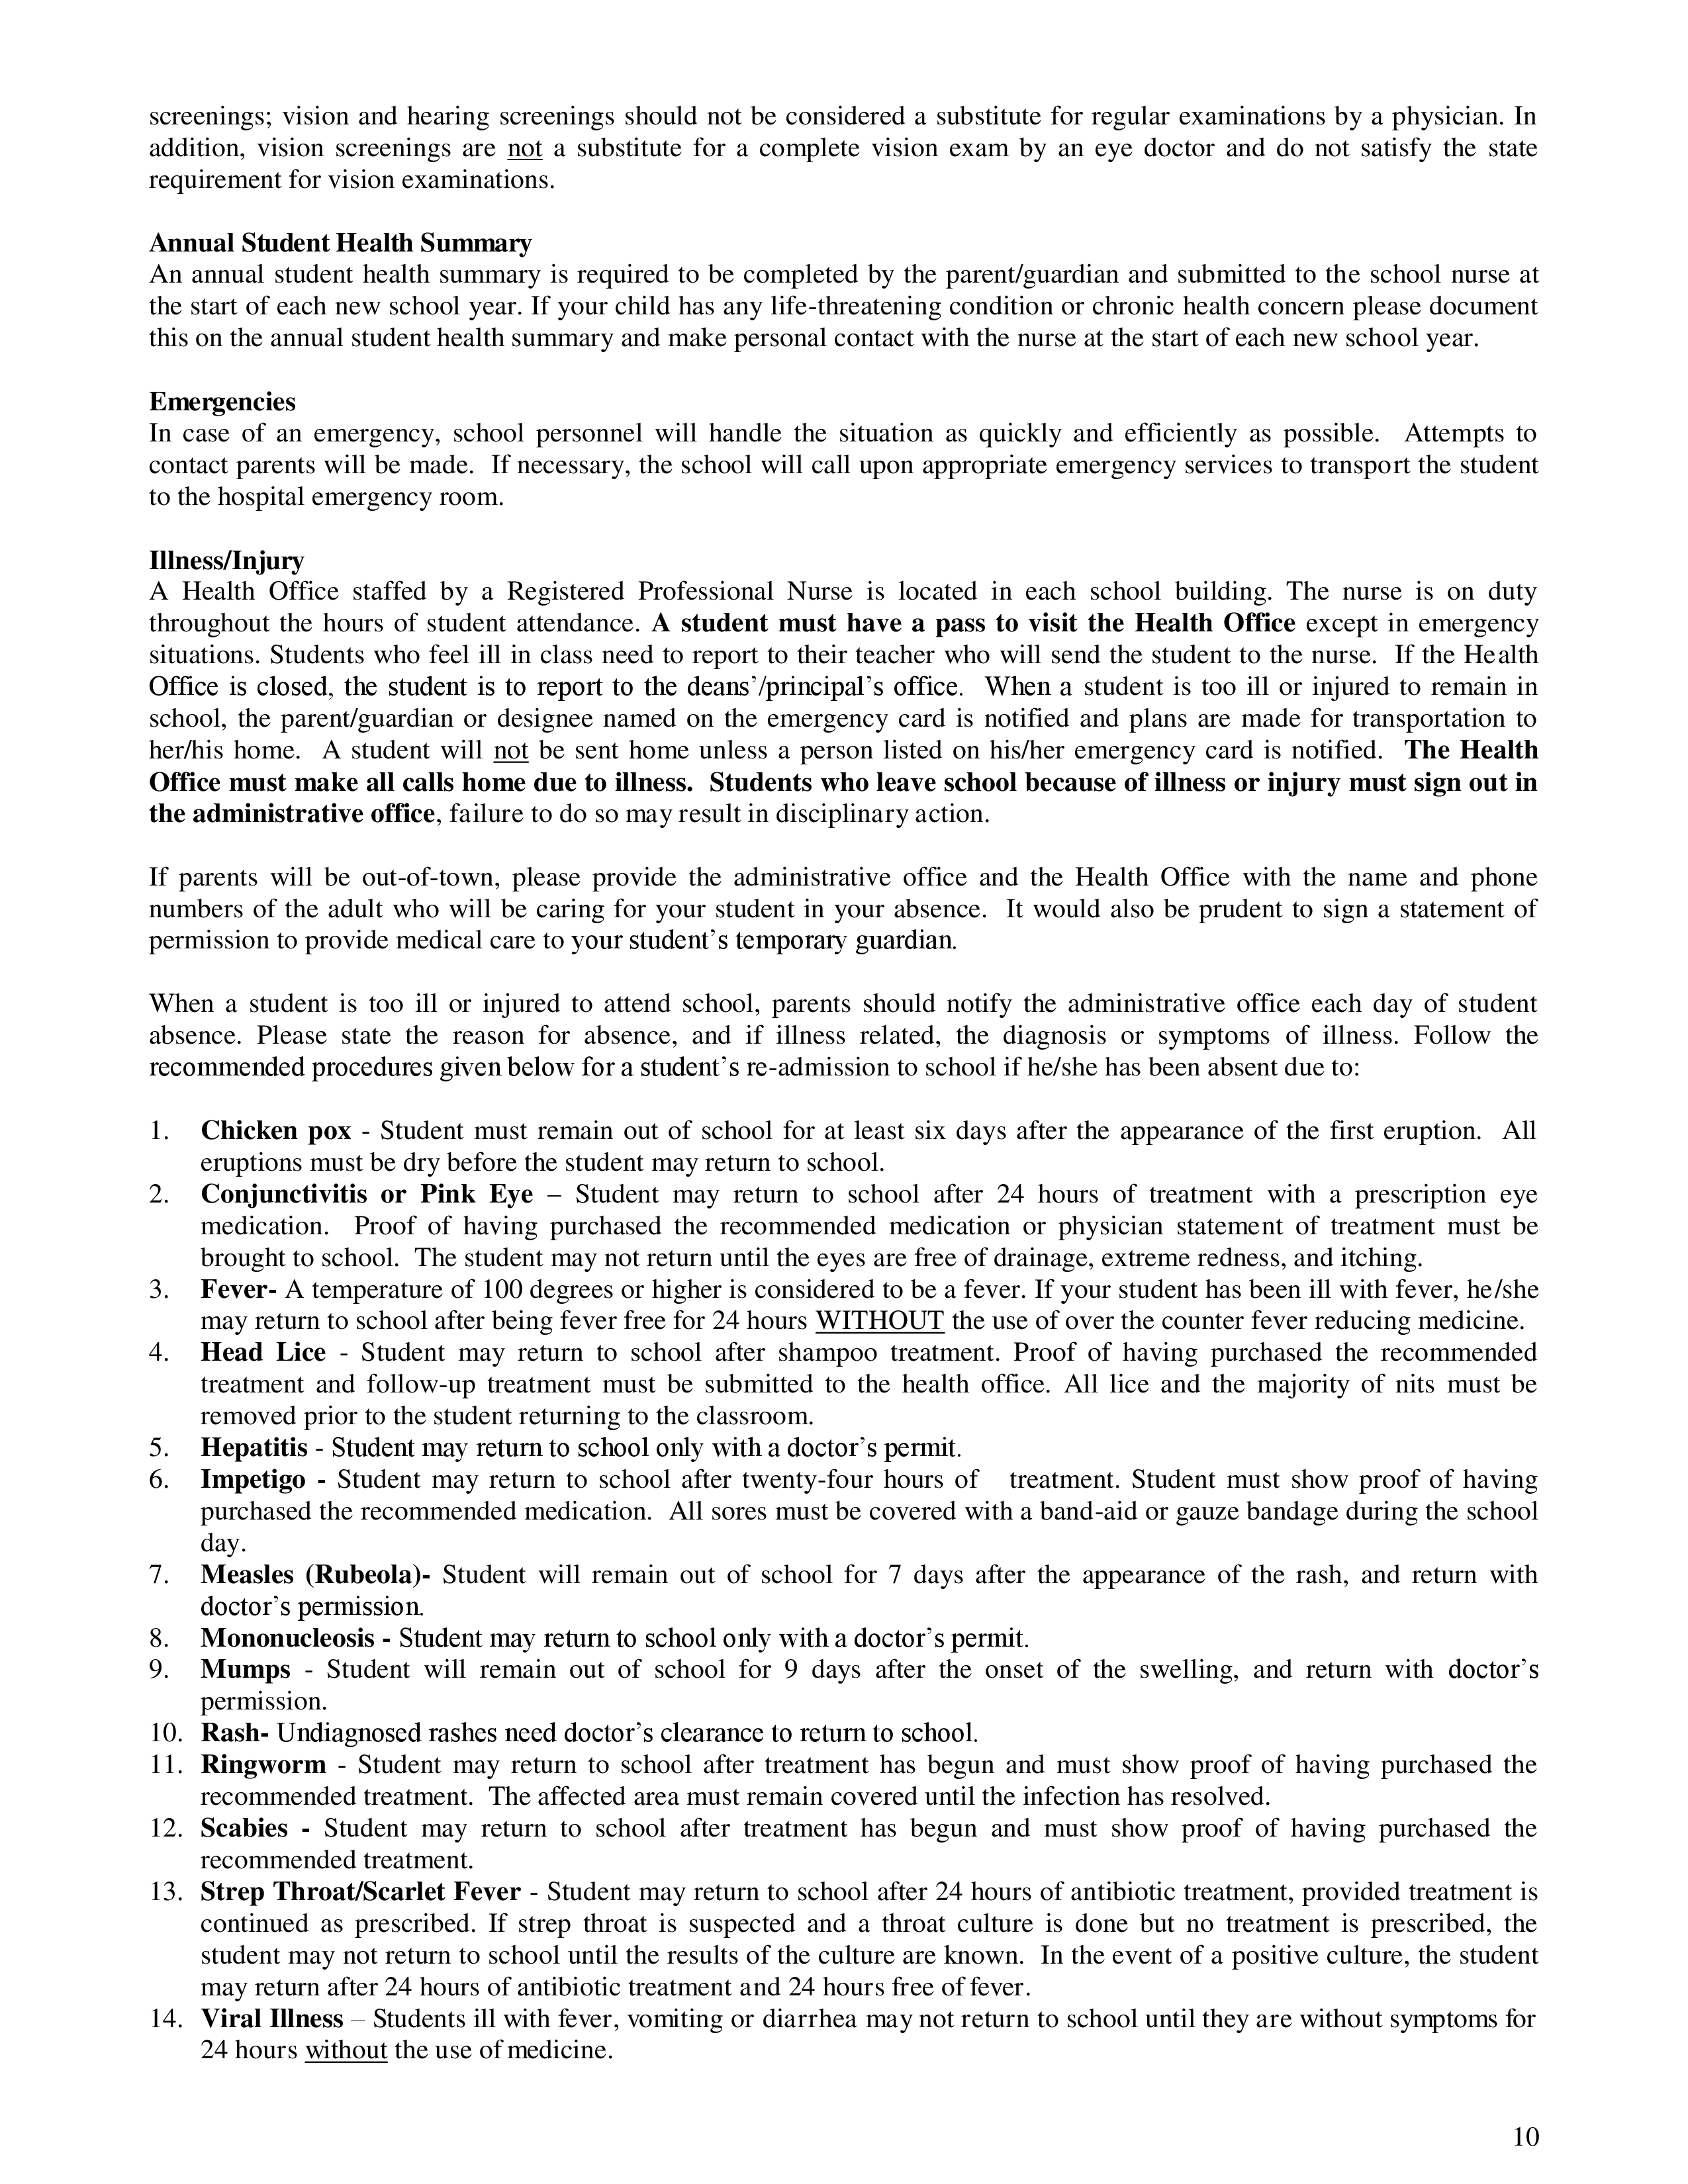 screenings; vision and hearing screenings should not be considered a substitute for regular examinations by a physician. In
addition, vision screenings are not a substitute for a complete vision exam by an eye doctor and do not satisfy the state
requirement for vision examinations.
Annual Student Health Summary
An annual student health summary is required to be completed by the parent/guardian and submitted to the school nurse at
the start of each new school year. If your child has any life-threatening condition or chronic health concern please document
this on the annual student health summary and make personal contact with the nurse at the start of each new school year.
Emergencies
In case of an emergency, school personnel will handle the situation as quickly and efficiently as possible. Attempts to
contact parents will be made. If necessary, the school will call upon appropriate emergency services to transport the student
to the hospital emergency room.
Illness/Injury
A Health Office staffed by a Registered Professional Nurse is located in each school building. The nurse is on duty
throughout the hours of student attendance. A student must have a pass to visit the Health Office except in emergency
situations. Students who feel ill in class need to report to their teacher who will send the student to the nurse. If the Health
Office is closed, the student is to report to the deans’/principal’s office. When a student is too ill or injured to remain in
school, the parent/guardian or designee named on the emergency card is notified and plans are made for transportation to
her/his home. A student will not be sent home unless a person listed on his/her emergency card is notified. The Health
Office must make all calls home due to illness. Students who leave school because of illness or injury must sign out in
the administrative office, failure to do so may result in disciplinary action.
If parents will be out-of-town, please provide the administrative office and the Health Office with the name and phone
numbers of the adult who will be caring for your student in your absence. It would also be prudent to sign a statement of
permission to provide medical care to your student’s temporary guardian.
When a student is too ill or injured to attend school, parents should notify the administrative office each day of student
absence. Please state the reason for absence, and if illness related, the diagnosis or symptoms of illness. Follow the
recommended procedures given below for a student’s re-admission to school if he/she has been absent due to:
1. Chicken pox - Student must remain out of school for at least six days after the appearance of the first eruption. All
eruptions must be dry before the student may return to school.
2. Conjunctivitis or Pink Eye – Student may return to school after 24 hours of treatment with a prescription eye
medication. Proof of having purchased the recommended medication or physician statement of treatment must be
brought to school. The student may not return until the eyes are free of drainage, extreme redness, and itching.
3. Fever- A temperature of 100 degrees or higher is considered to be a fever. If your student has been ill with fever, he/she
may return to school after being fever free for 24 hours WITHOUT the use of over the counter fever reducing medicine.
4. Head Lice - Student may return to school after shampoo treatment. Proof of having purchased the recommended
treatment and follow-up treatment must be submitted to the health office. All lice and the majority of nits must be
removed prior to the student returning to the classroom.
5. Hepatitis - Student may return to school only with a doctor’s permit.
6. Impetigo - Student may return to school after twenty-four hours of treatment. Student must show proof of having
purchased the recommended medication. All sores must be covered with a band-aid or gauze bandage during the school
day.
7. Measles (Rubeola)- Student will remain out of school for 7 days after the appearance of the rash, and return with
doctor’s permission.
8. Mononucleosis - Student may return to school only with a doctor’s permit.
9. Mumps - Student will remain out of school for 9 days after the onset of the swelling, and return with doctor’s
permission.
10. Rash- Undiagnosed rashes need doctor’s clearance to return to school.
11. Ringworm - Student may return to school after treatment has begun and must show proof of having purchased the
recommended treatment. The affected area must remain covered until the infection has resolved.
12. Scabies - Student may return to school after treatment has begun and must show proof of having purchased the
recommended treatment.
13. Strep Throat/Scarlet Fever - Student may return to school after 24 hours of antibiotic treatment, provided treatment is
continued as prescribed. If strep throat is suspected and a throat culture is done but no treatment is prescribed, the
student may not return to school until the results of the culture are known. In the event of a positive culture, the student
may return after 24 hours of antibiotic treatment and 24 hours free of fever.
14. Viral Illness – Students ill with fever, vomiting or diarrhea may not return to school until they are without symptoms for
24 hours without the use of medicine.
10